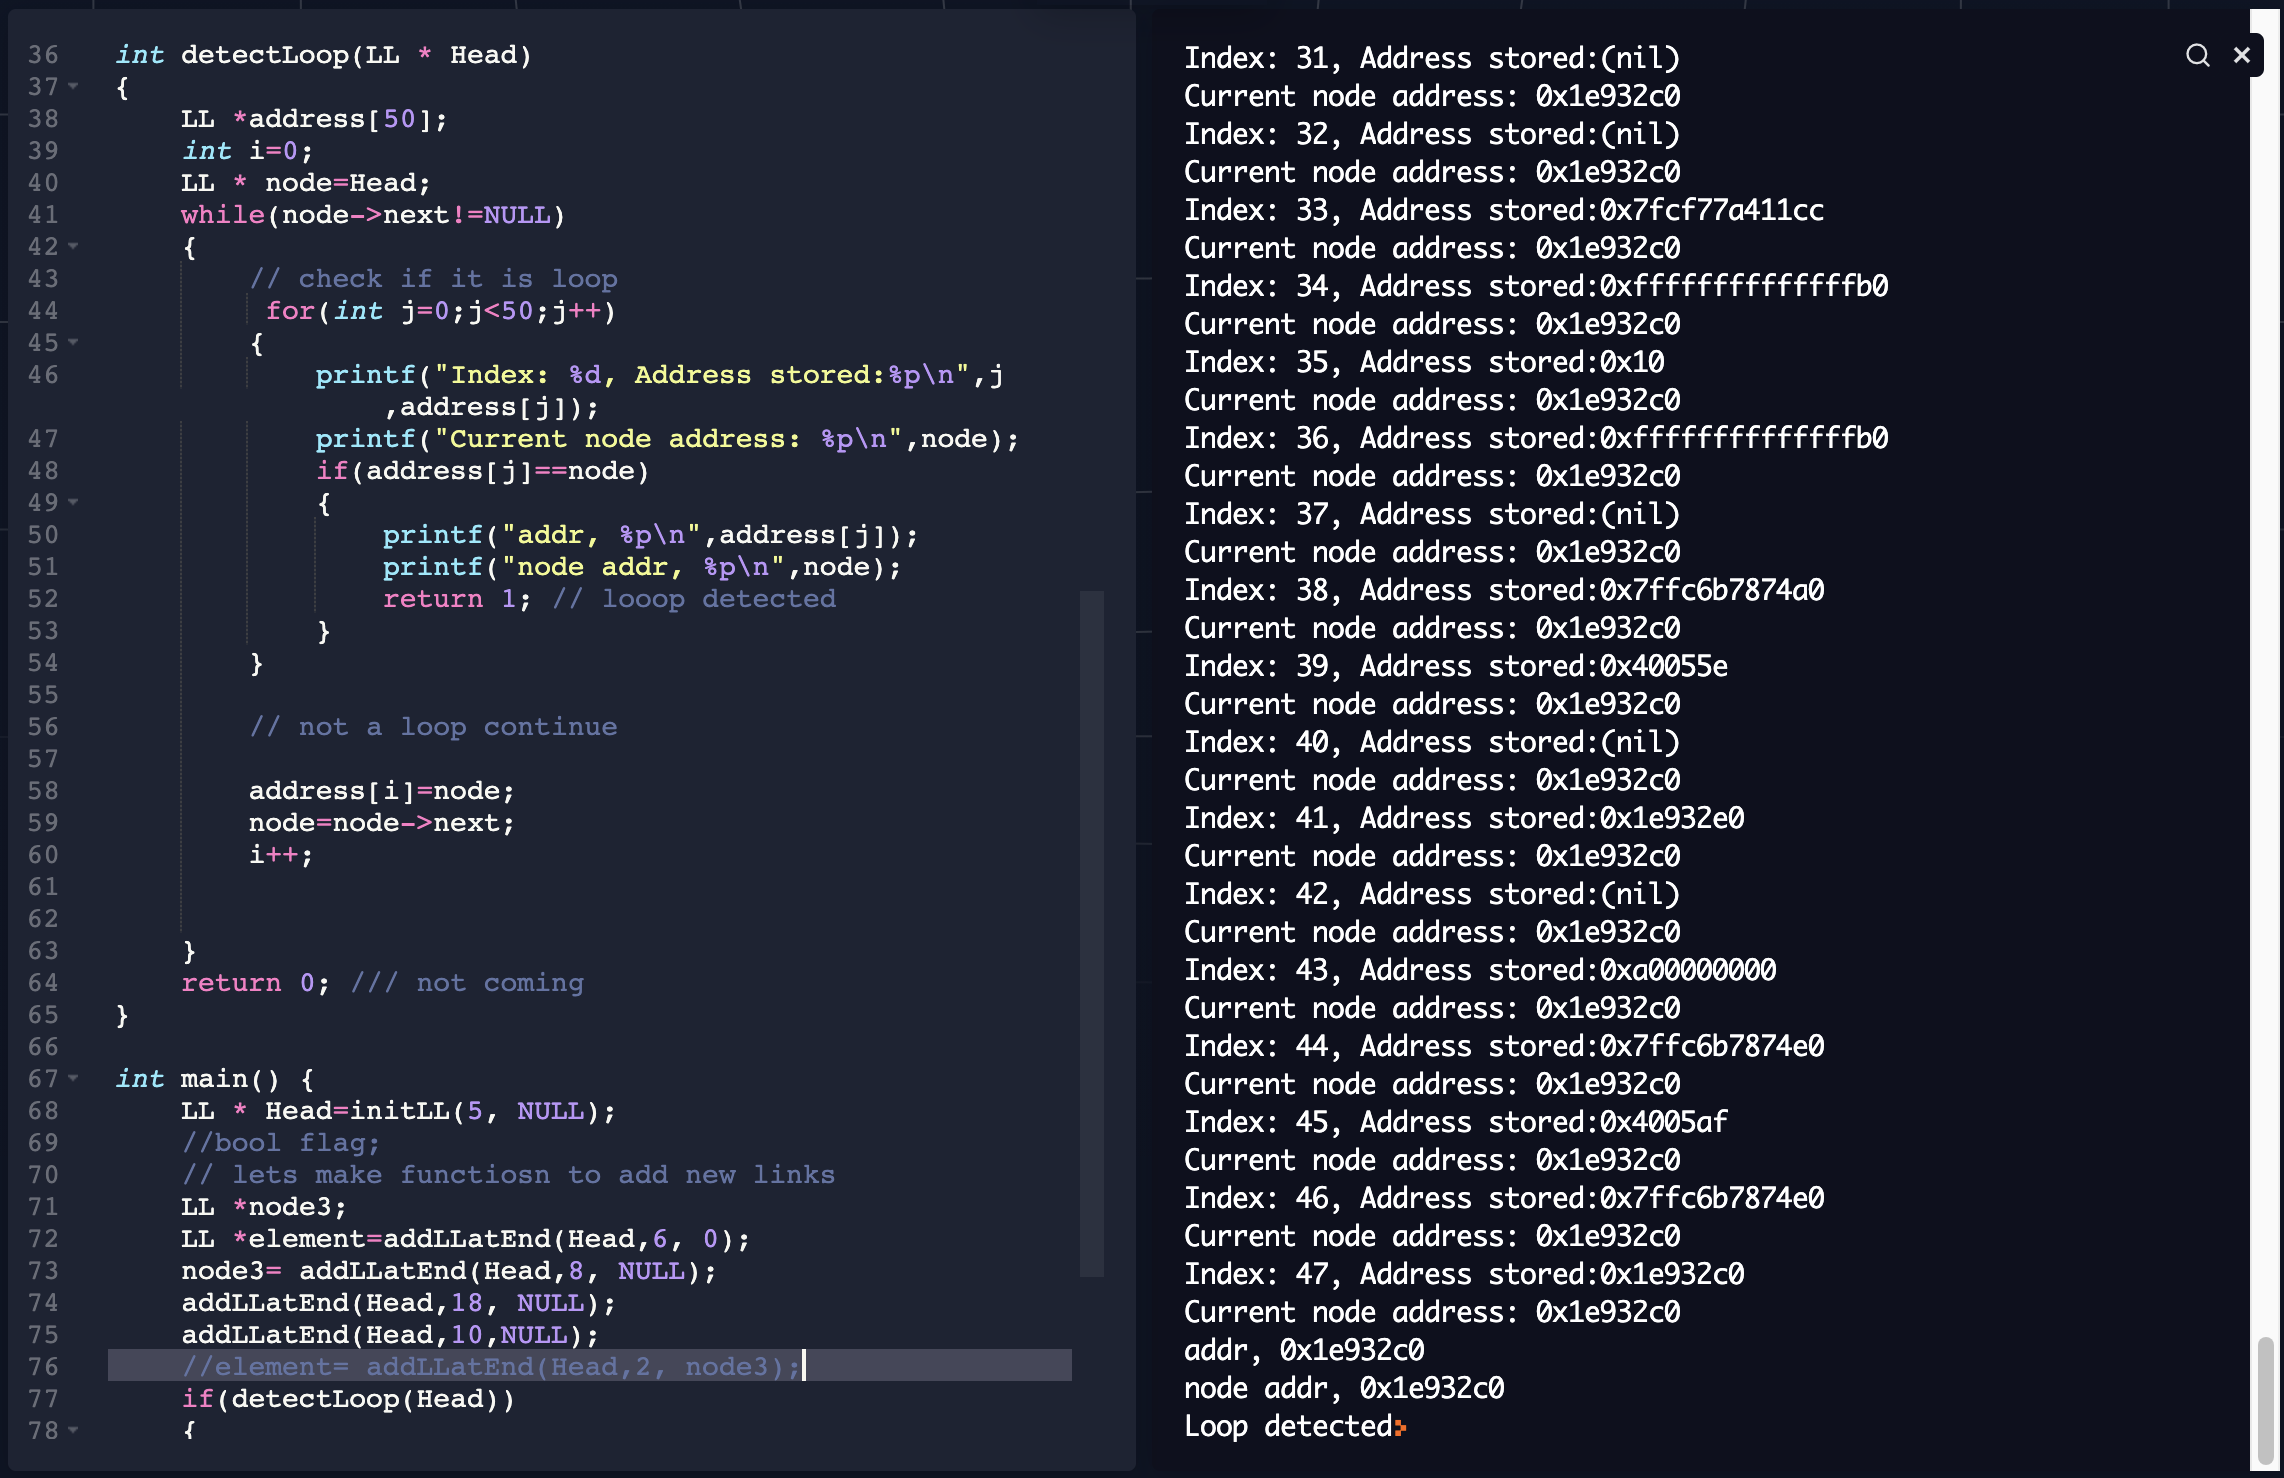 36 int detectLoop(LL * Head)
37 {
38 LL *address[50];
39 int i=0;
40 LL * node=Head;
41 while(node->next!=NULL)
42 {
43 // check if it is loop
44 for(int j=0;j<50;j++)
45 {
46 printf("Index: %d, Address stored:%p\n",j
,address[j]);
47 printf("Current node address: %p\n",node);
48 if(address[j]==node)
49 {
50 printf("addr, %p\n",address[j]);
51 printf("node addr, %p\n",node);
52 return 1; // looop detected
53 }
54 }
55
56 // not a loop continue
57
58 address[i]=node;
59 node=node->next;
60 i++;
61
62
63 }
64 return 0; /// not coming
65 }
66
67 int main() {
68 LL * Head=initLL(5, NULL);
69 //bool flag;
70 // lets make functiosn to add new links
71 LL *node3;
72 LL *element=addLLatEnd(Head,6, 0);
73 node3= addLLatEnd(Head,8, NULL);
74 addLLatEnd(Head,18, NULL);
75 addLLatEnd(Head,10,NULL);
76 //element= addLLatEnd(Head,2, node3);
77 if(detectLoop(Head))
78 {
Index: 31, Address stored:(nil)
Current node address: 0x1e932c0
Index: 32, Address stored:(nil)
Current node address: 0x1e932c0
Index: 33, Address stored:0x7fcf77a411cc
Current node address: 0x1e932c0
Index: 34, Address stored:0xffffffffffffffb0
Current node address: 0x1e932c0
Index: 35, Address stored:0x10
Current node address: 0x1e932c0
Index: 36, Address stored:0xffffffffffffffb0
Current node address: 0x1e932c0
Index: 37, Address stored:(nil)
Current node address: 0x1e932c0
Index: 38, Address stored:0x7ffc6b7874a0
Current node address: 0x1e932c0
Index: 39, Address stored:0x40055e
Current node address: 0x1e932c0
Index: 40, Address stored:(nil)
Current node address: 0x1e932c0
Index: 41, Address stored:0x1e932e0
Current node address: 0x1e932c0
Index: 42, Address stored:(nil)
Current node address: 0x1e932c0
Index: 43, Address stored:0xa00000000
Current node address: 0x1e932c0
Index: 44, Address stored:0x7ffc6b7874e0
Current node address: 0x1e932c0
Index: 45, Address stored:0x4005af
Current node address: 0x1e932c0
Index: 46, Address stored:0x7ffc6b7874e0
Current node address: 0x1e932c0
Index: 47, Address stored:0x1e932c0
Current node address: 0x1e932c0
addr, 0x1e932c0
node addr, 0x1e932c0
Loop detected